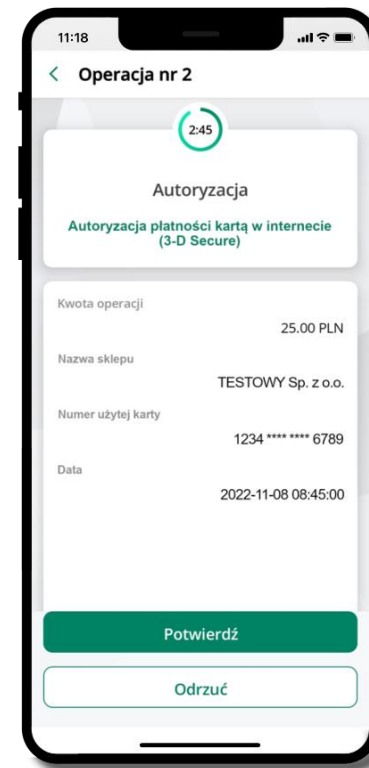 11:18
Operacja nr 2
2:45
Autoryzacja
Autoryzacja płatności kartą w internecie
(3-D Secure)
Kwota operacji
25.00 PLN
Nazwa sklepu
TESTOWY Sp. z o.o.
Numer użytej karty
1234 **** **** 6789
Data
2022-11-08 08:45:00
Potwierdź
Odrzuć